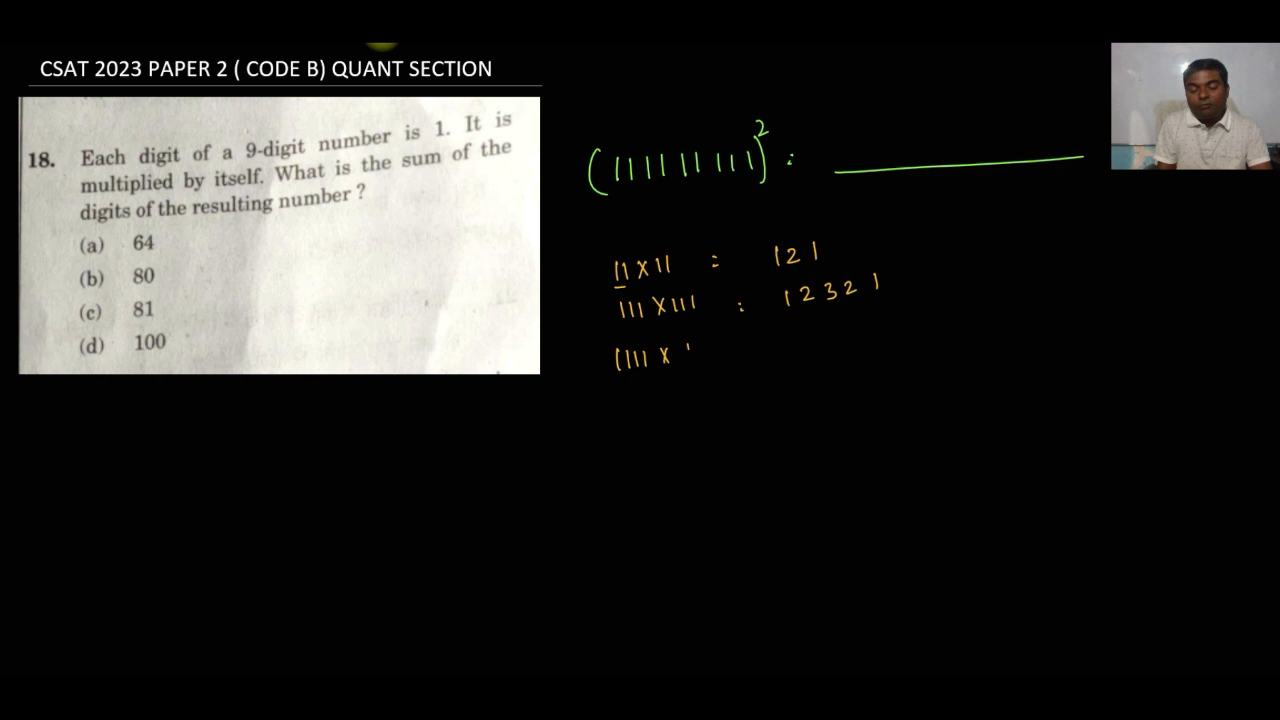 CSAT 2023 PAPER 2 ( CODE B) QUANT SECTION
18. Each digit of a 9-digit number is 1. It is
multiplied by itself. What is the sum of the
digits of the resulting number ?
(a) 64
(b) 80
(c) 81
(d) 100
(111111111)² :
11 X 11 = 121
111 X 111 : 12321
1111 X '